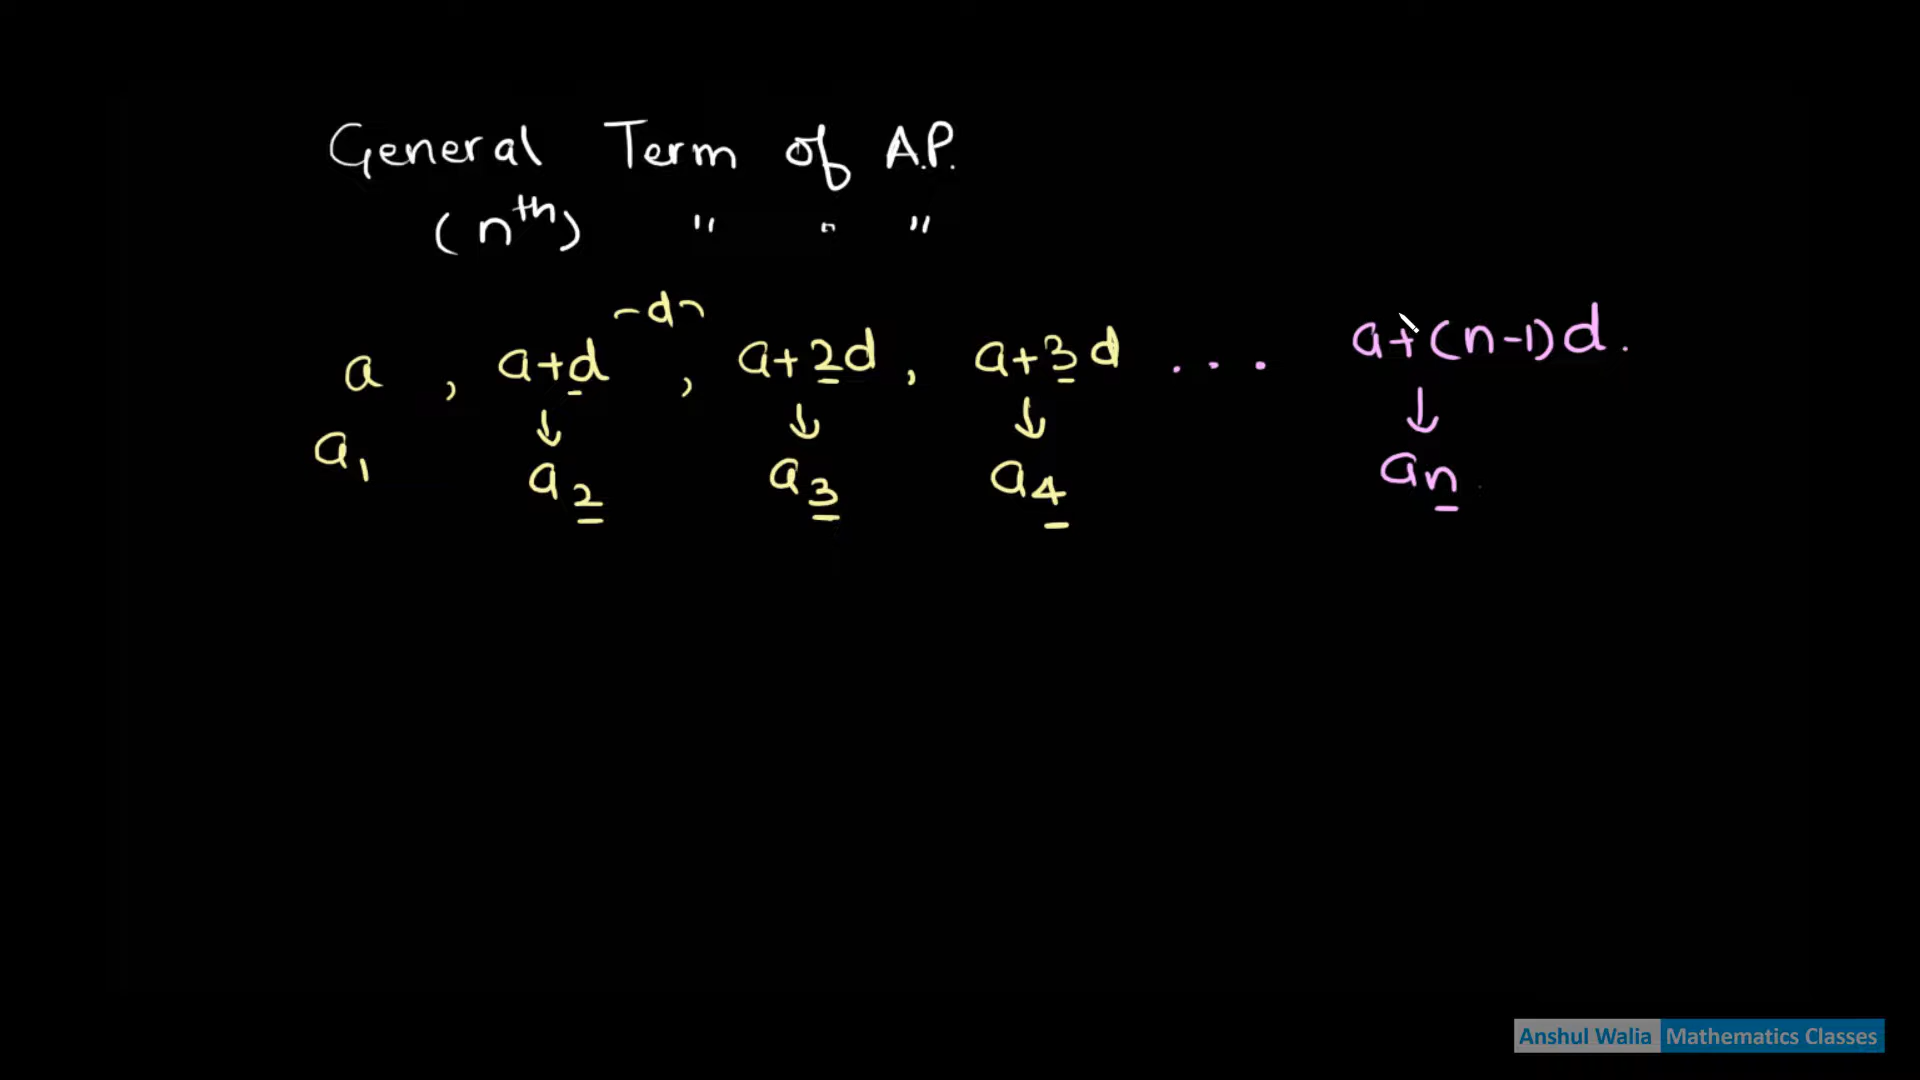 General Term of A.P.
(nᵗʰ) " " "
-d-
a , a+d , a+2d , a+3d ... a+(n-1)d.
↓ ↓ ↓ ↓
a₁ a₂ a₃ a₄ aₙ
Anshul Walia Mathematics Classes